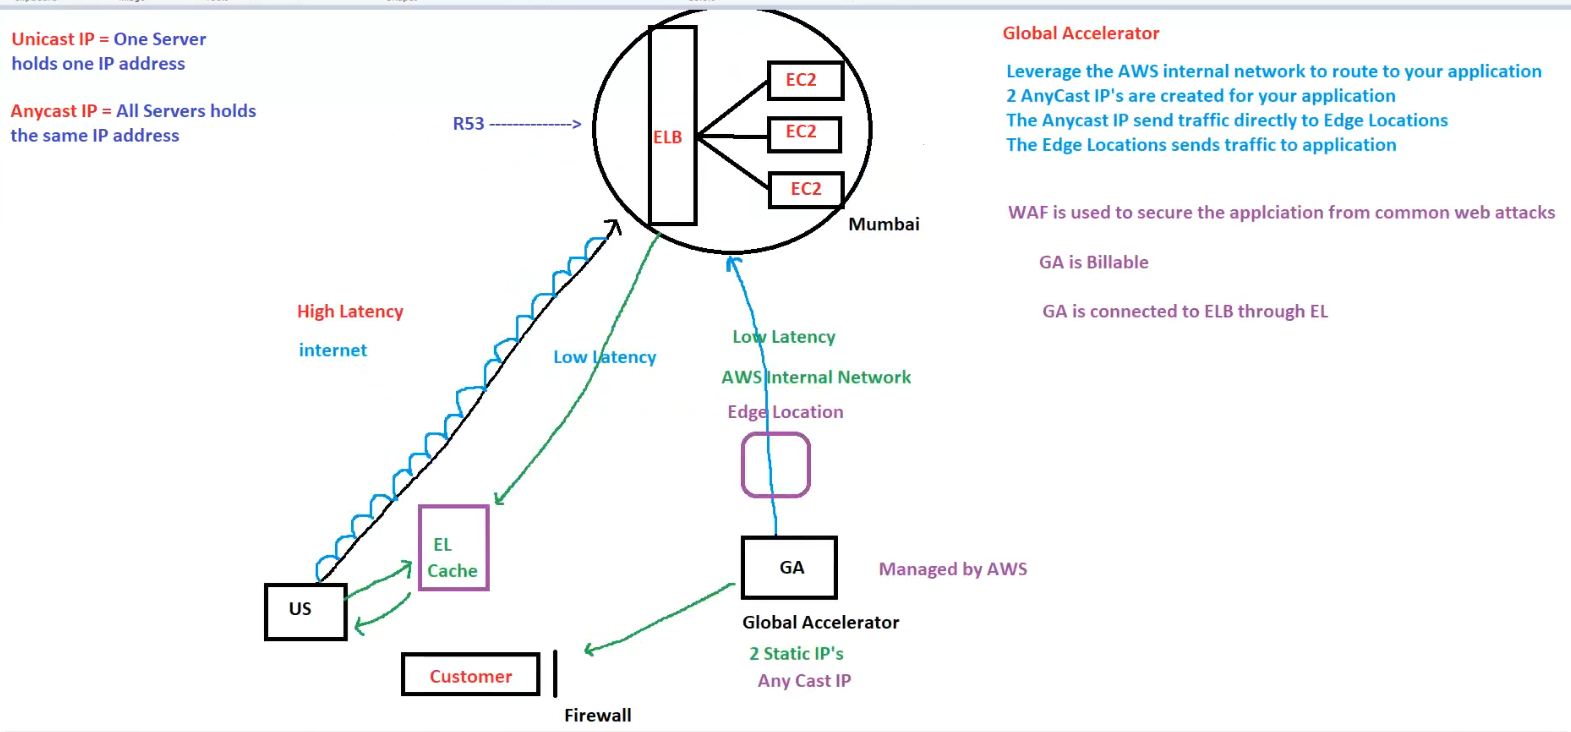 Unicast IP = One Server
holds one IP address
Anycast IP = All Servers holds
the same IP address
R53 -------------->
ELB
EC2
EC2
EC2
Mumbai
High Latency
internet
Low Latency
Low Latency
AWS Internal Network
Edge Location
EL
Cache
US
Customer
Firewall
GA
Managed by AWS
Global Accelerator
2 Static IP's
Any Cast IP
Global Accelerator
Leverage the AWS internal network to route to your application
2 AnyCast IP's are created for your application
The Anycast IP send traffic directly to Edge Locations
The Edge Locations sends traffic to application
WAF is used to secure the applciation from common web attacks
GA is Billable
GA is connected to ELB through EL